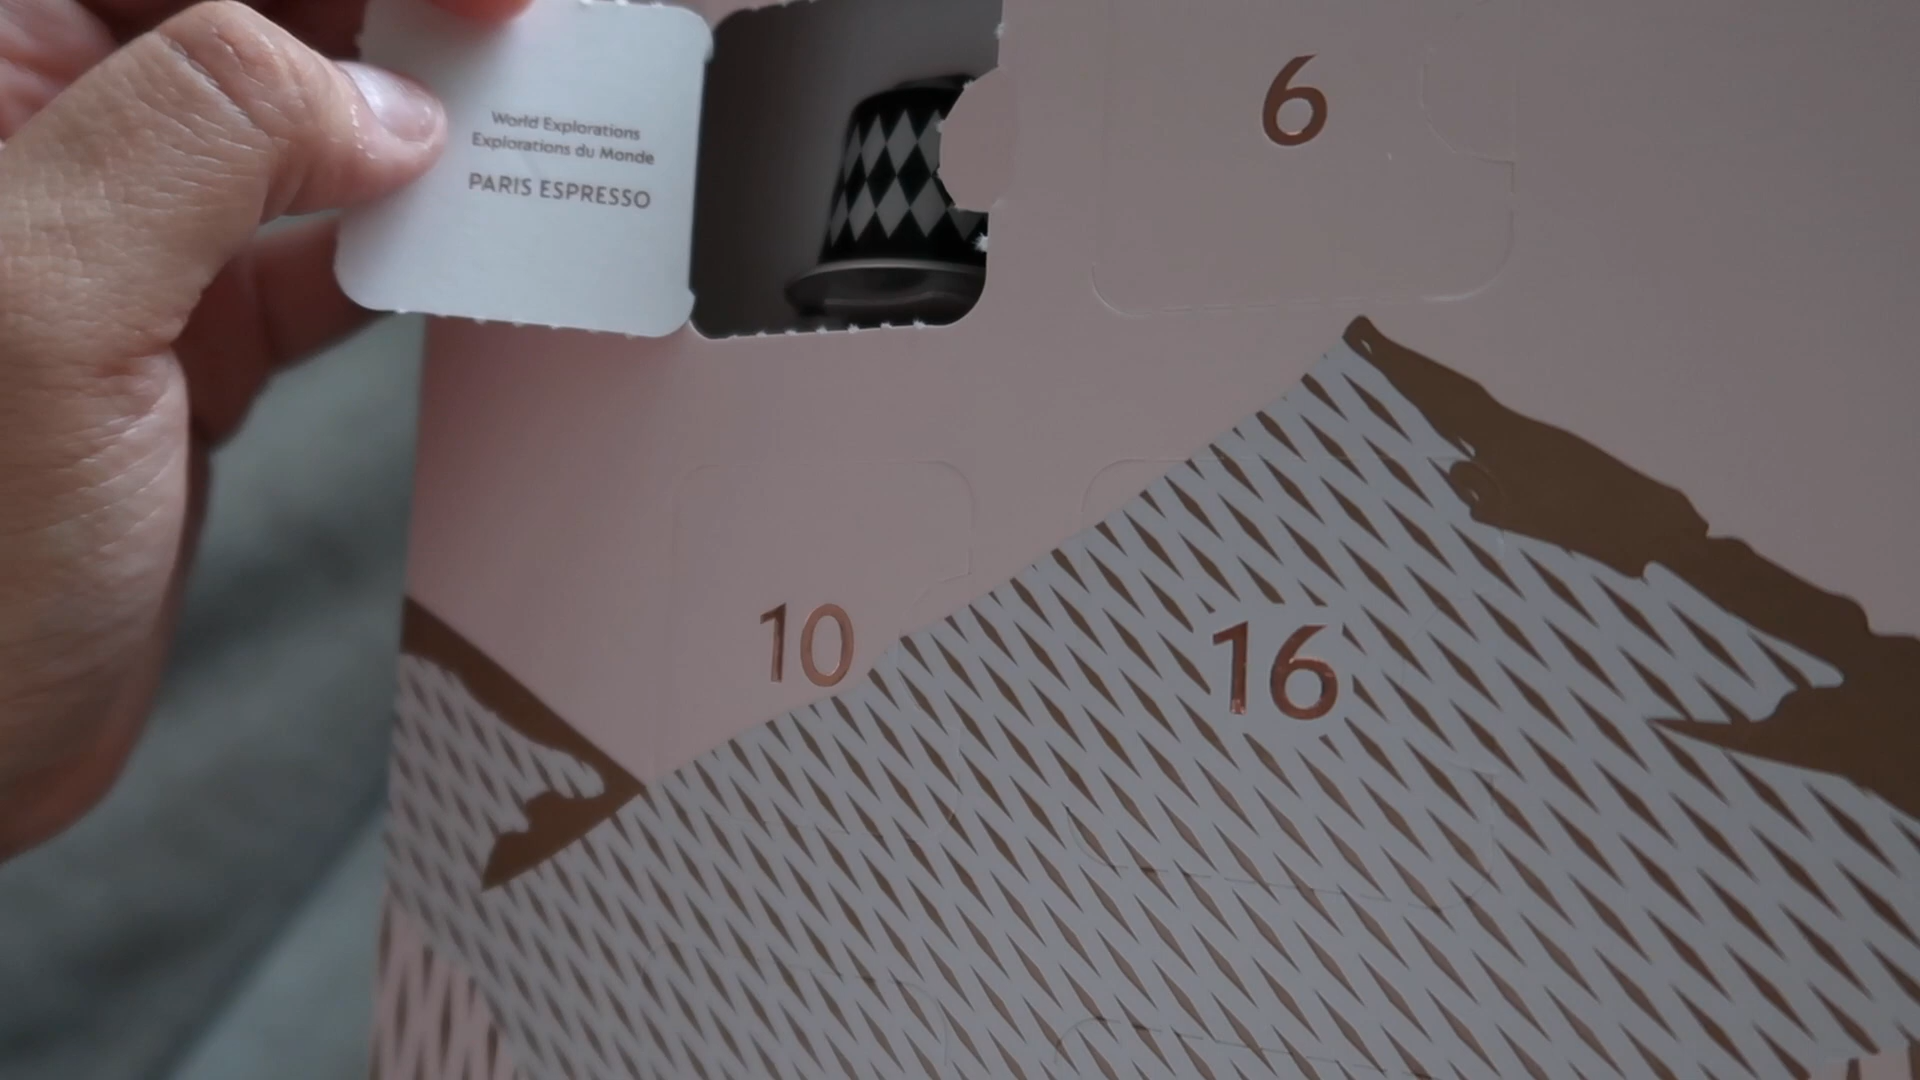 World Explorations
Explorations du Monde
PARIS ESPRESSO
6
10
16